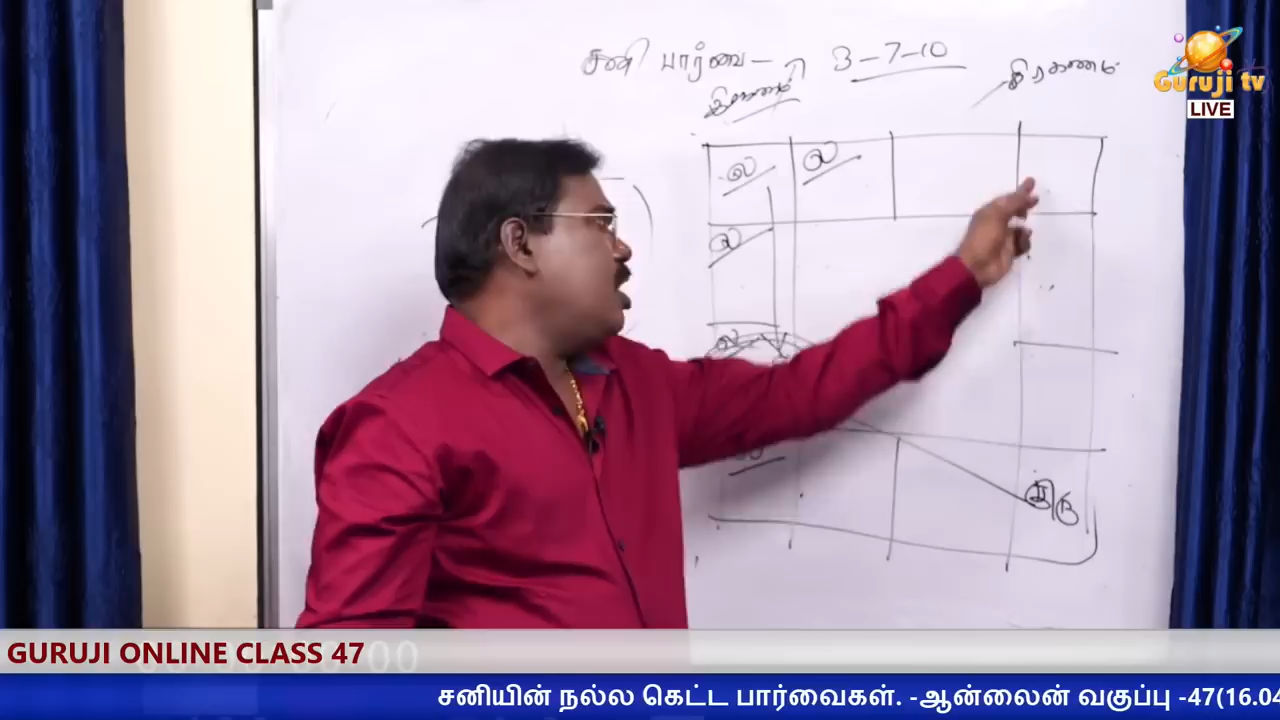 சனி பார்வை - 3-7-10
கிரகணம்
Guruji tv
LIVE
ல ல
ல
ல
GURUJI ONLINE CLASS 47
சனியின் நல்ல கெட்ட பார்வைகள். -ஆன்லைன் வகுப்பு -47(16.04